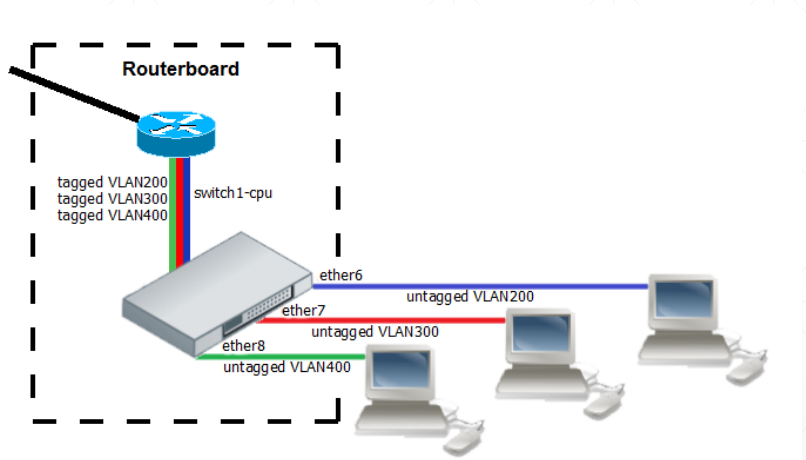 Routerboard
tagged VLAN200
tagged VLAN300
tagged VLAN400
switch1-cpu
ether6
untagged VLAN200
ether7
untagged VLAN300
ether8
untagged VLAN400